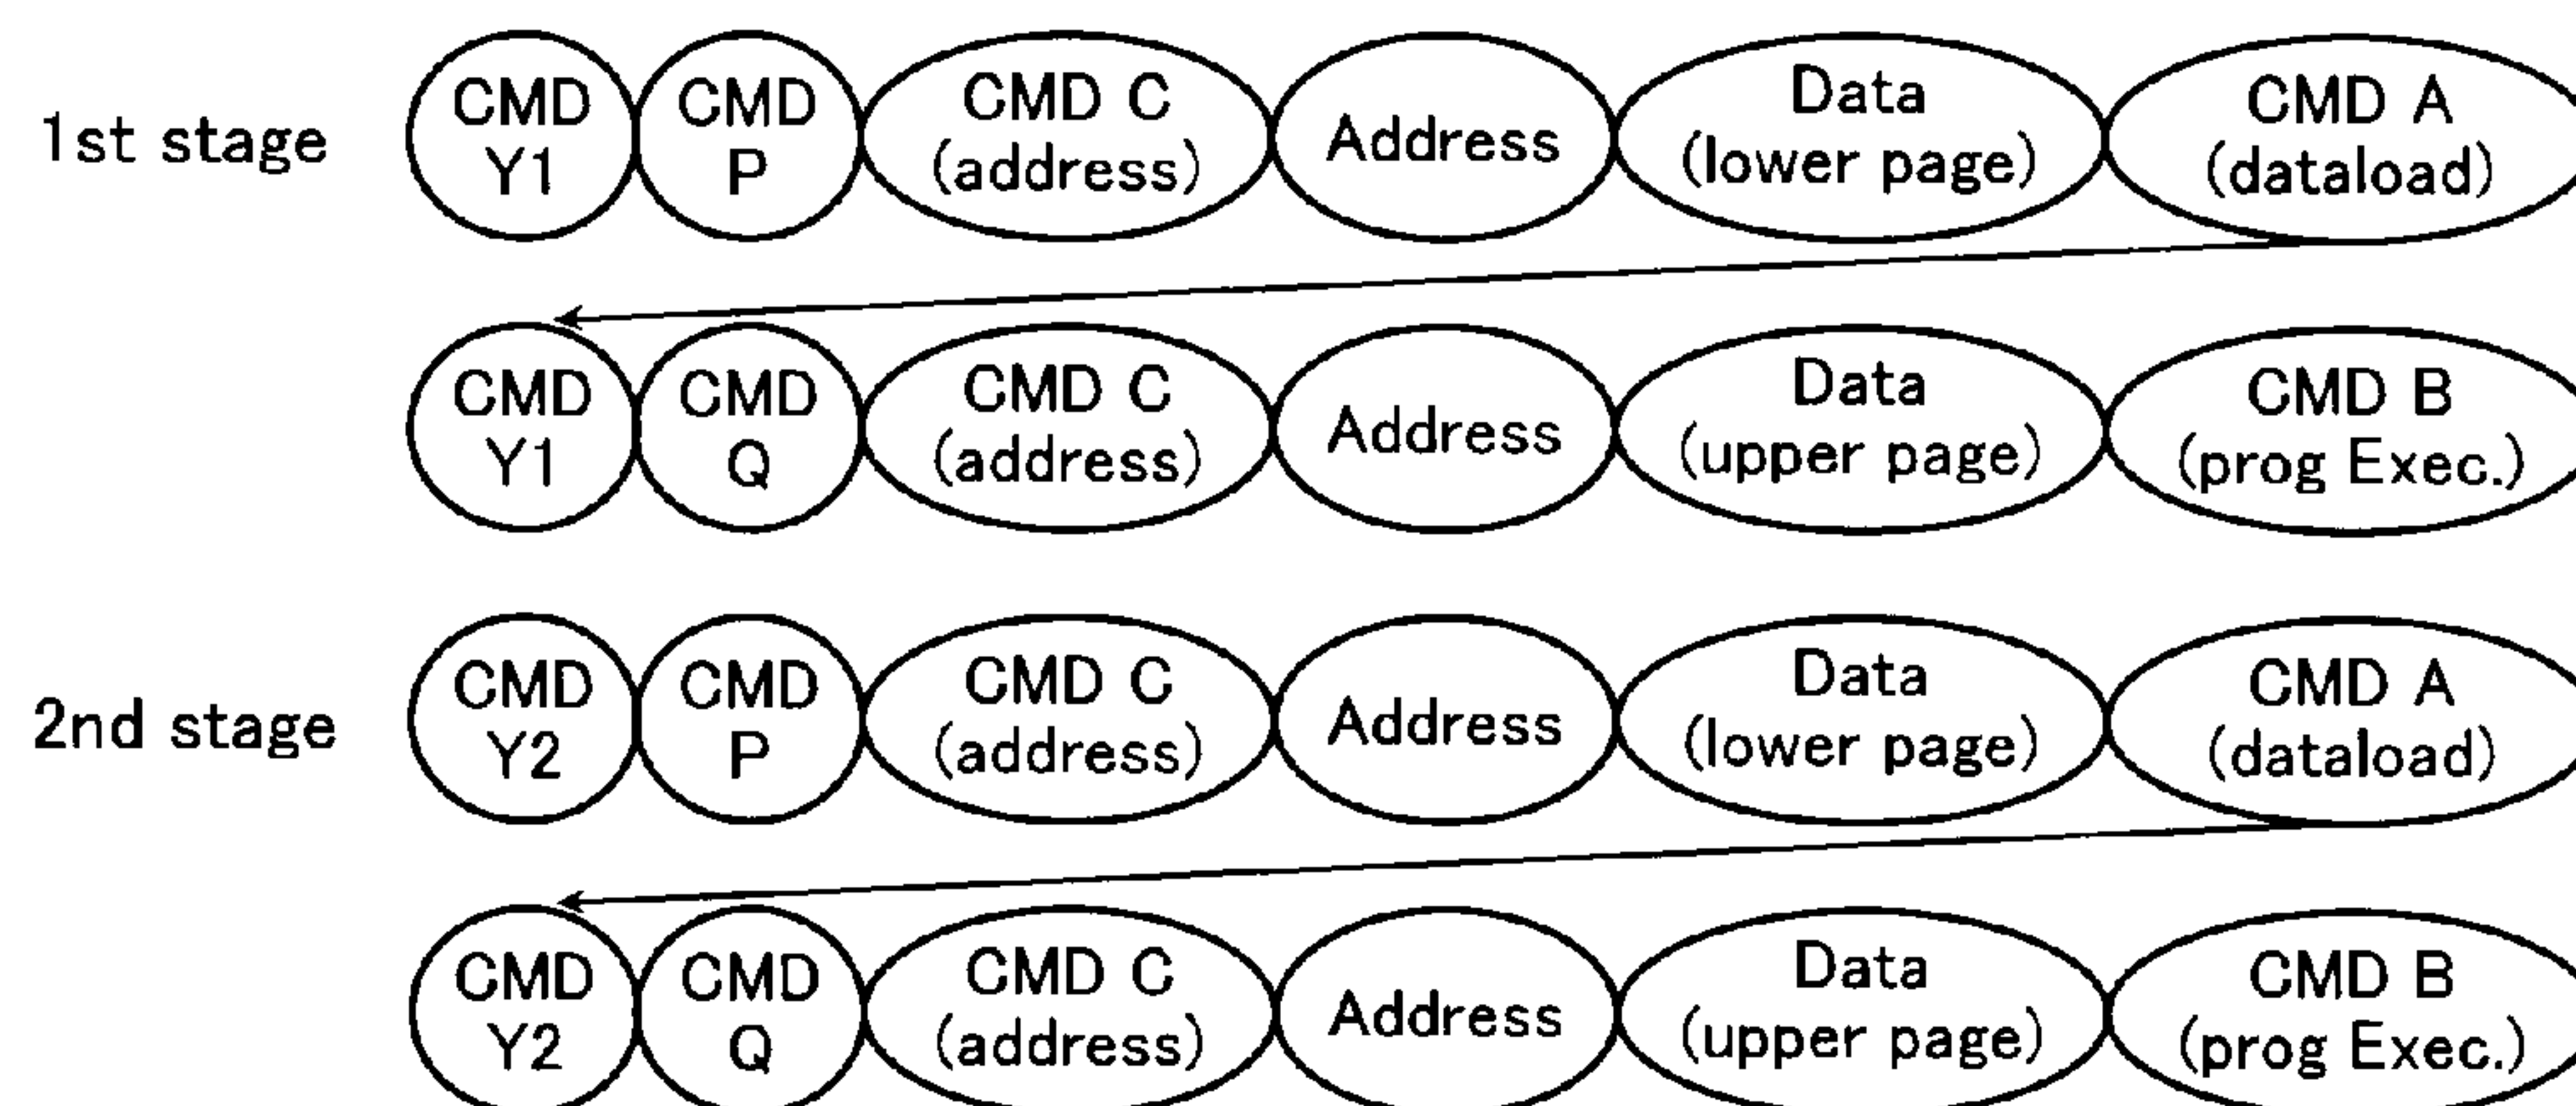 1st stage
CMD
Y1
CMD
P
CMD C
(address)
Address
Data
(lower page)
CMD A
(dataload)
CMD
Y1
CMD
Q
CMD C
(address)
Address
Data
(upper page)
CMD B
(prog Exec.)
2nd stage
CMD
Y2
CMD
P
CMD C
(address)
Address
Data
(lower page)
CMD A
(dataload)
CMD
Y2
CMD
Q
CMD C
(address)
Address
Data
(upper page)
CMD B
(prog Exec.)